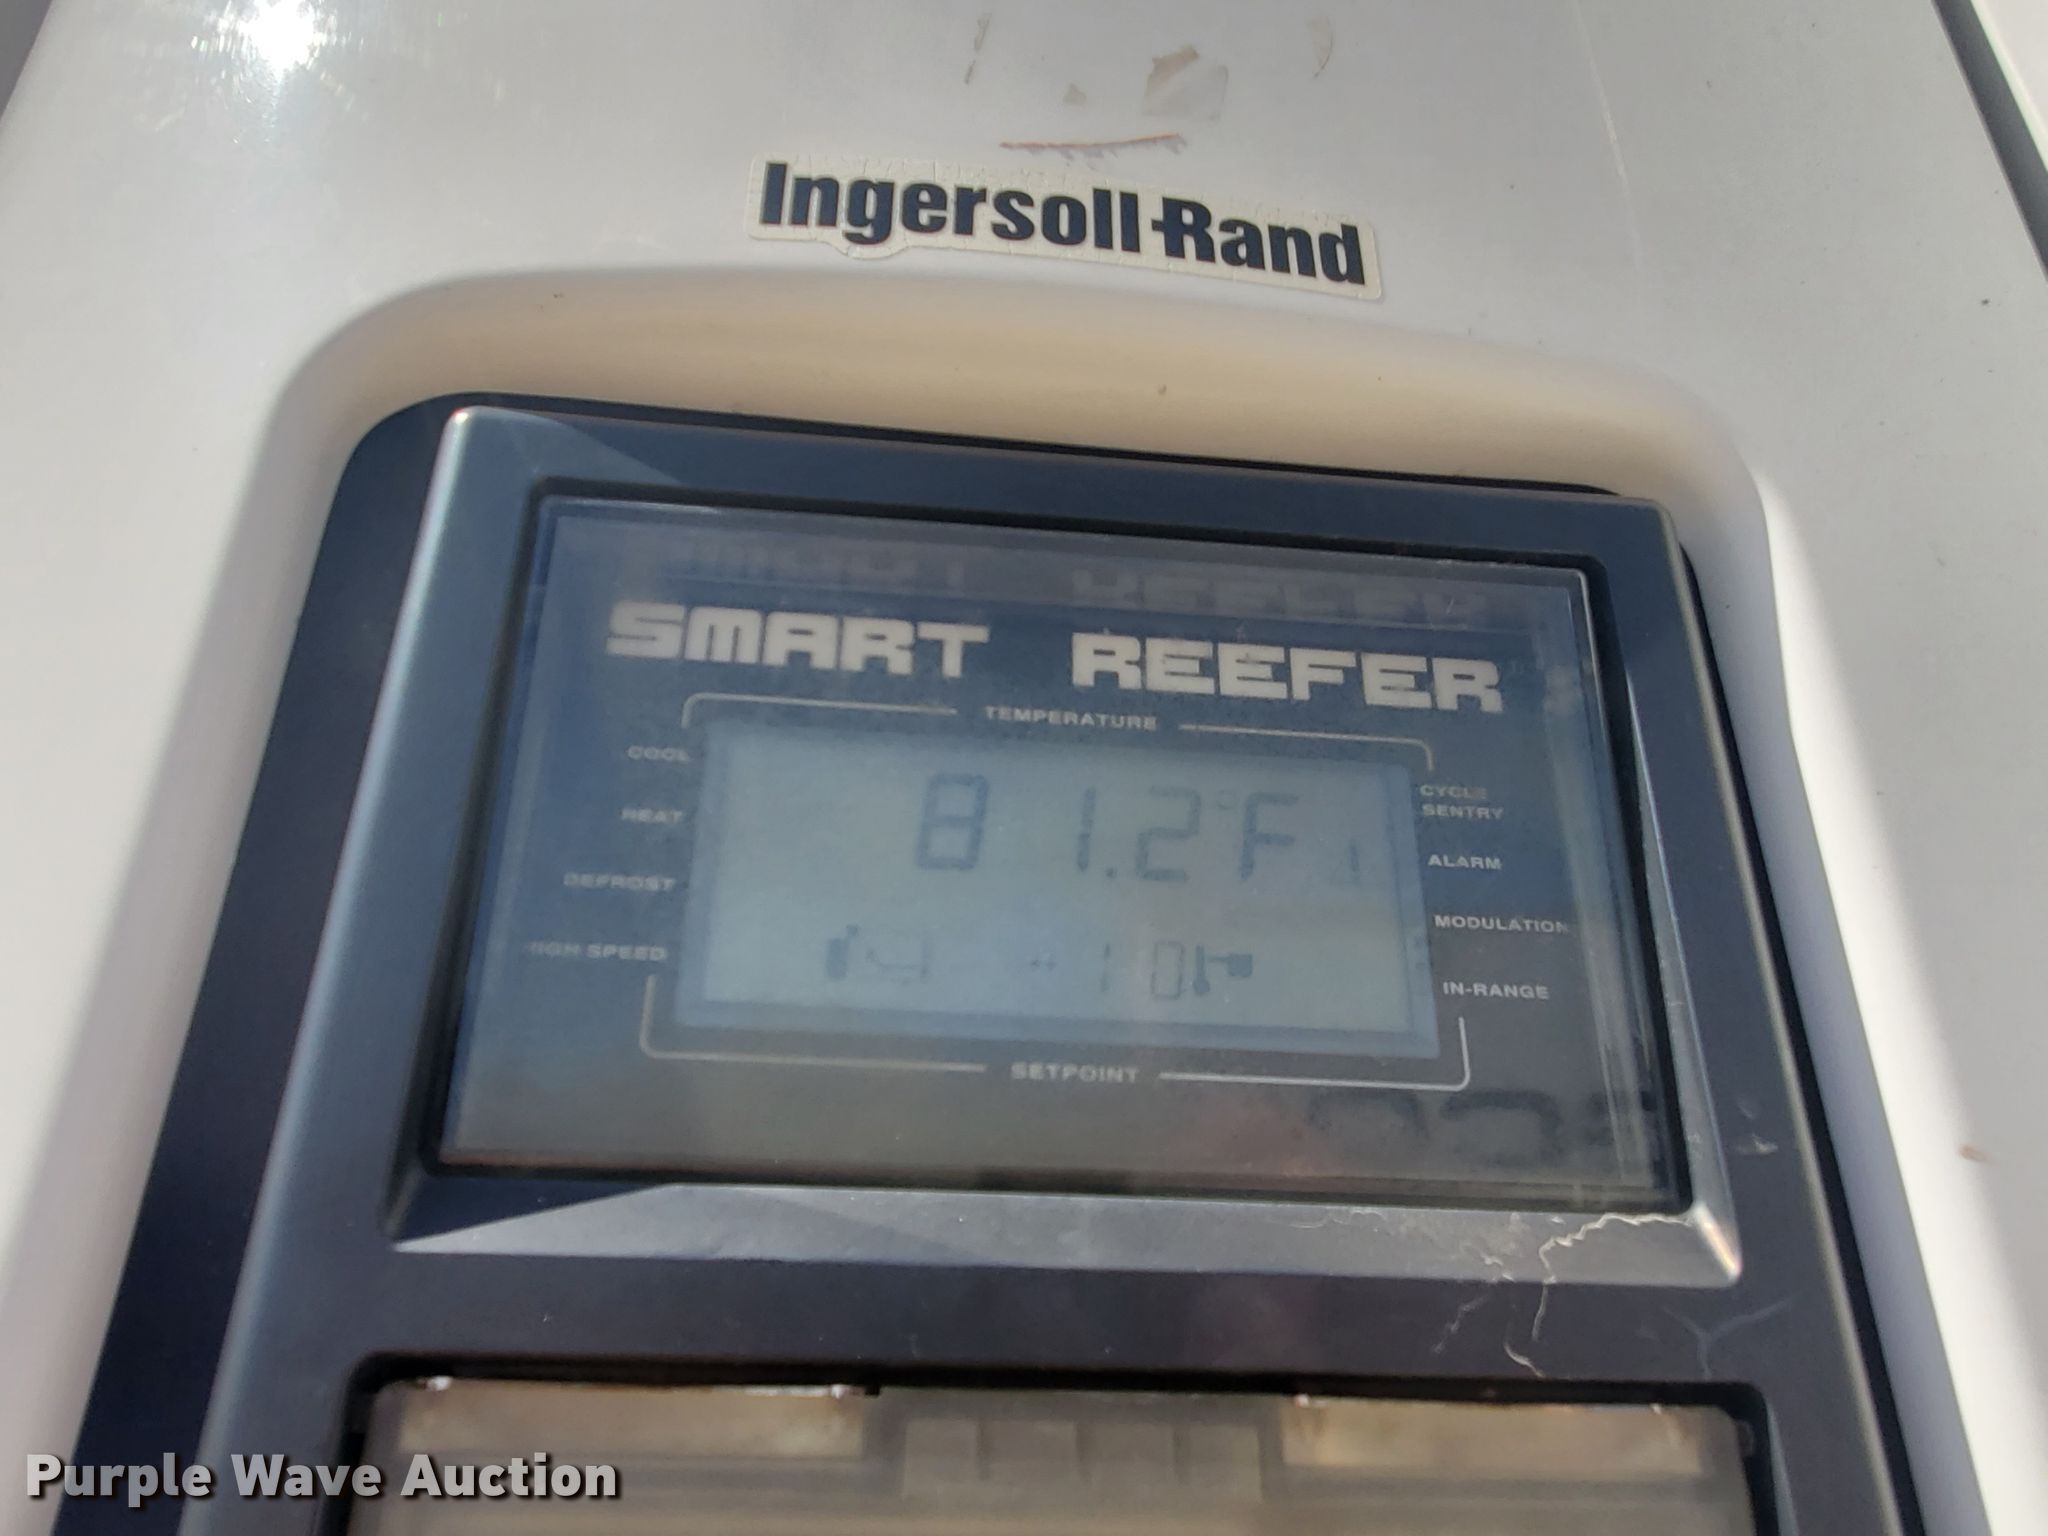 Ingersoll Rand
SMART REEFER
TEMPERATURE
COOL
CYCLE
SENTRY
HEAT
81.2°F
ALARM
DEFROST
MODULATION
HIGH SPEED
IN-RANGE
SETPOINT
Purple Wave Auction